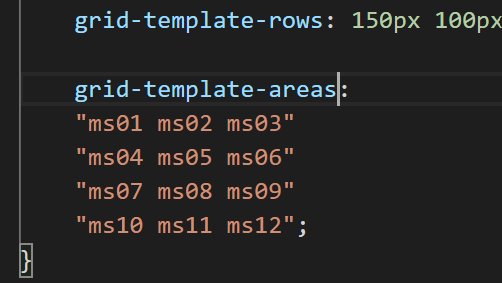 grid-template-rows: 150px 100px
grid-template-areas:
"ms01 ms02 ms03"
"ms04 ms05 ms06"
"ms07 ms08 ms09"
"ms10 ms11 ms12";
}